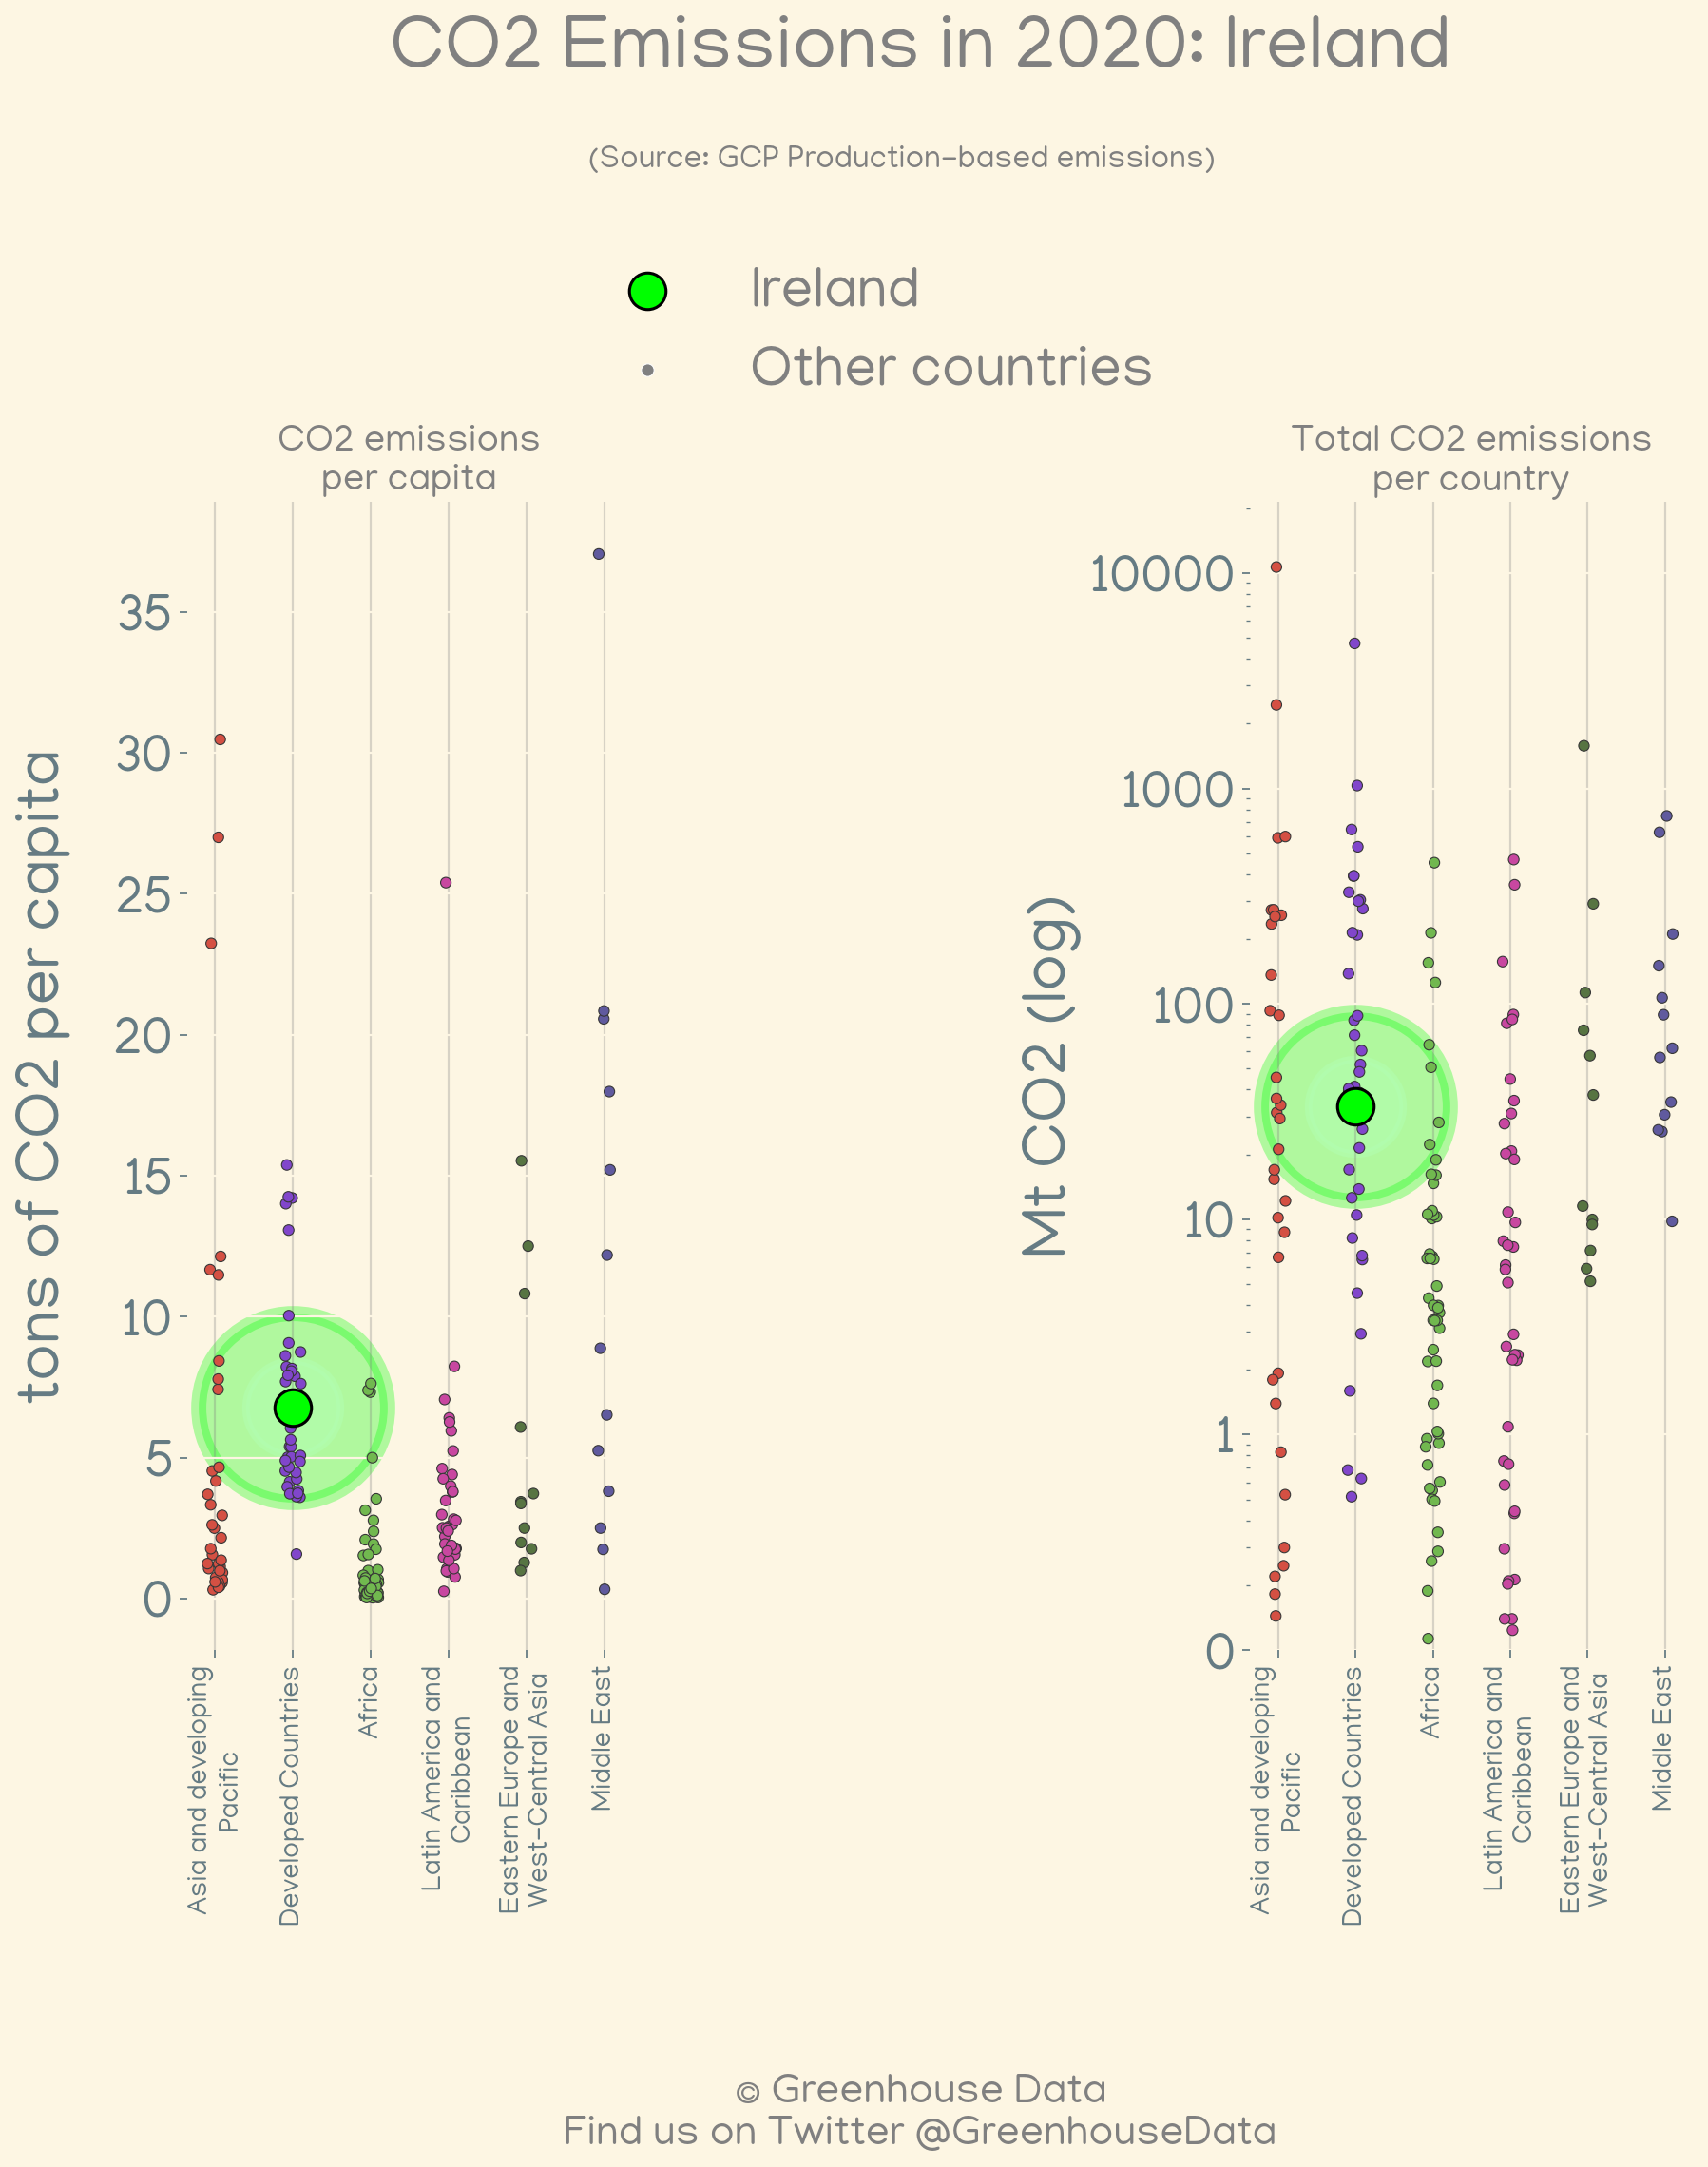 CO2 Emissions in 2020: Ireland
(Source: GCP Production-based emissions)
Ireland
Other countries
CO2 emissions
per capita
tons of CO2 per capita
35
30
25
20
15
10
5
0
Asia and developing
Pacific
Developed Countries
Africa
Latin America and
Caribbean
Eastern Europe and
West-Central Asia
Middle East
Total CO2 emissions
per country
Mt CO2 (log)
10000
1000
100
10
1
0
Asia and developing
Pacific
Developed Countries
Africa
Latin America and
Caribbean
Eastern Europe and
West-Central Asia
Middle East
© Greenhouse Data
Find us on Twitter @GreenhouseData